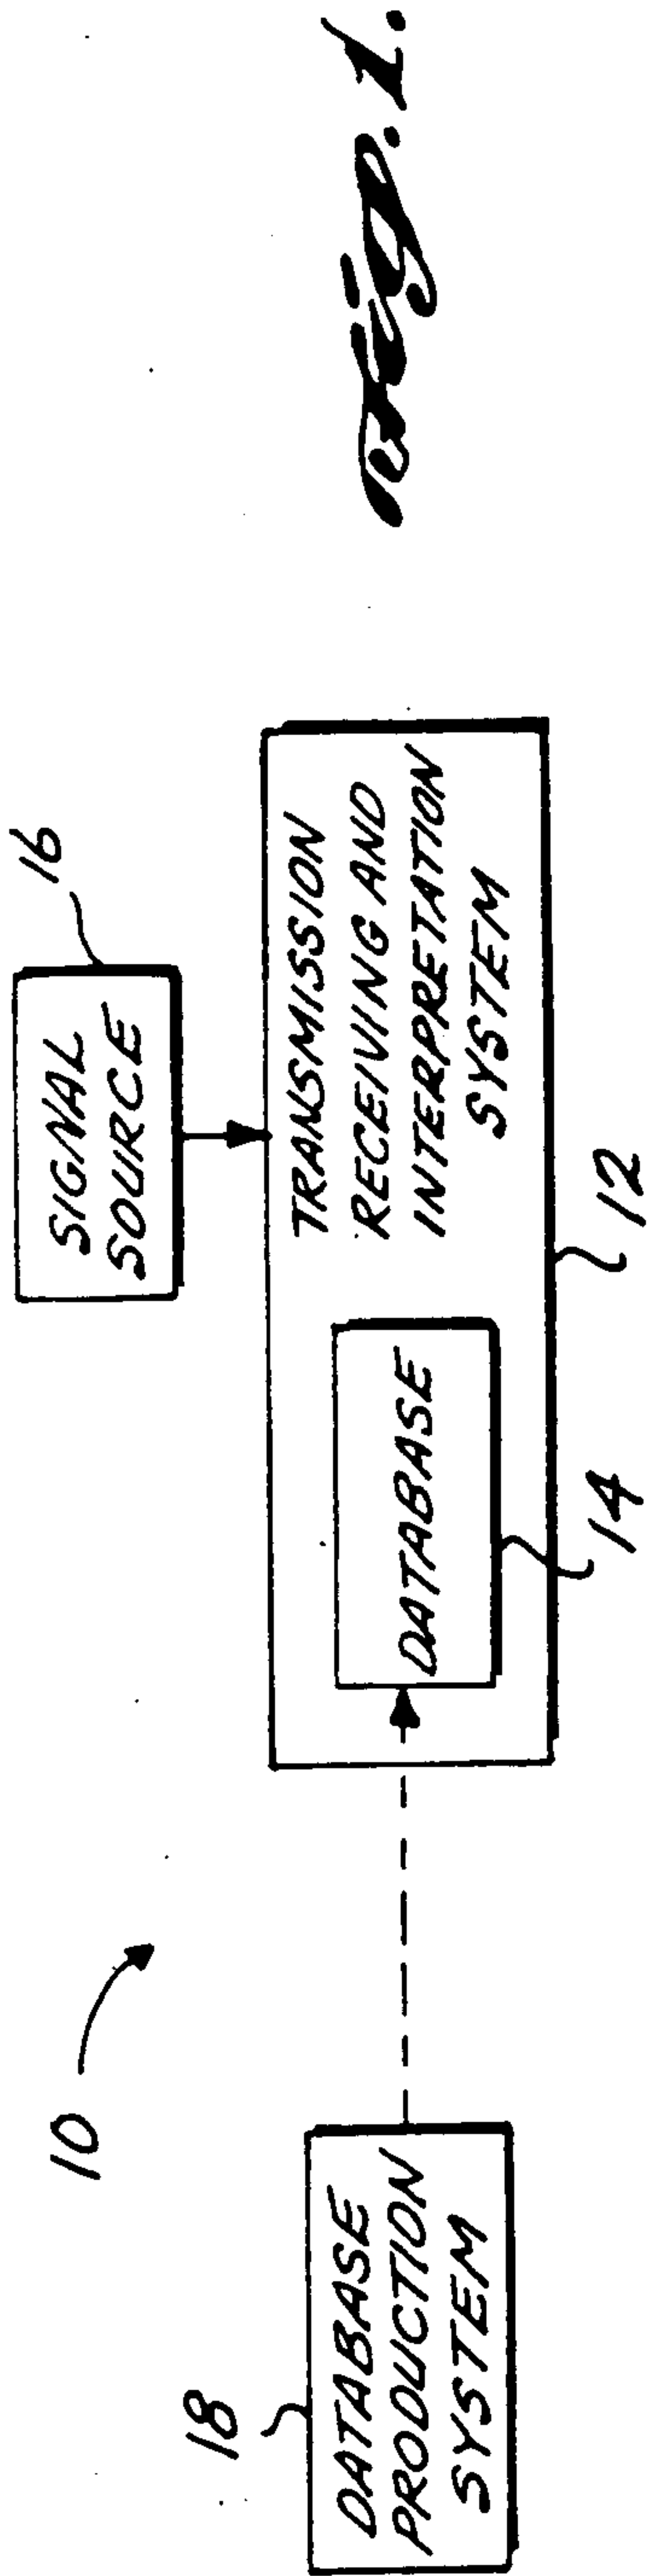 10
18
DATABASE
PRODUCTION
SYSTEM
SIGNAL
SOURCE
16
TRANSMISSION
RECEIVING AND
INTERPRETATION
SYSTEM
DATABASE
14
12
Fig. 1.